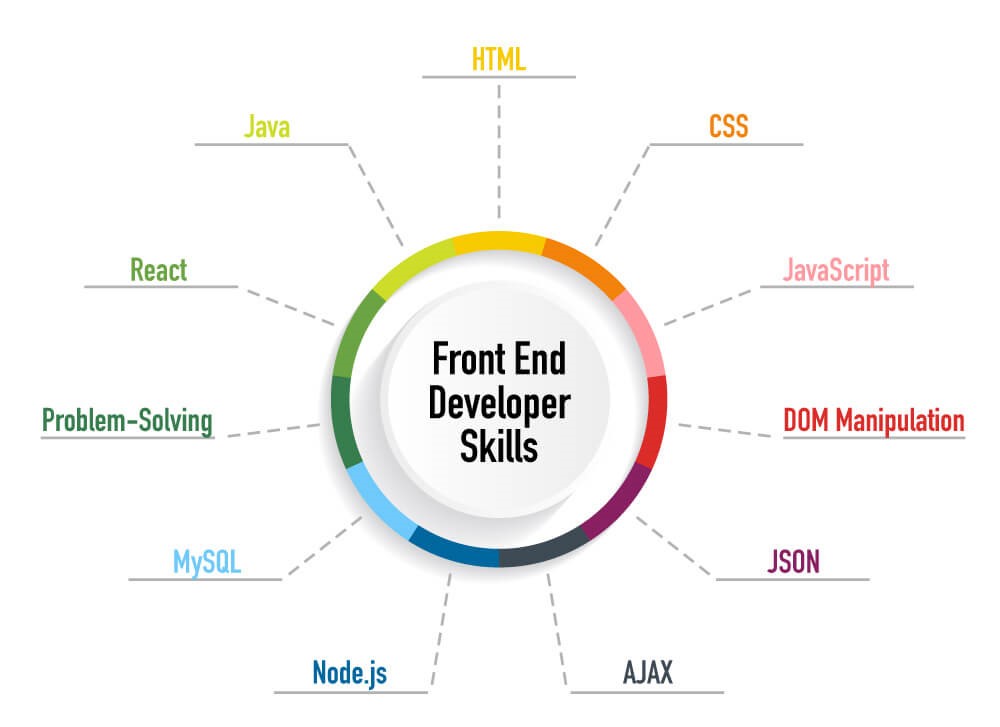 HTML
Java
CSS
React
JavaScript
Front End
Developer
Skills
Problem-Solving
DOM Manipulation
MySQL
JSON
Node.js
AJAX